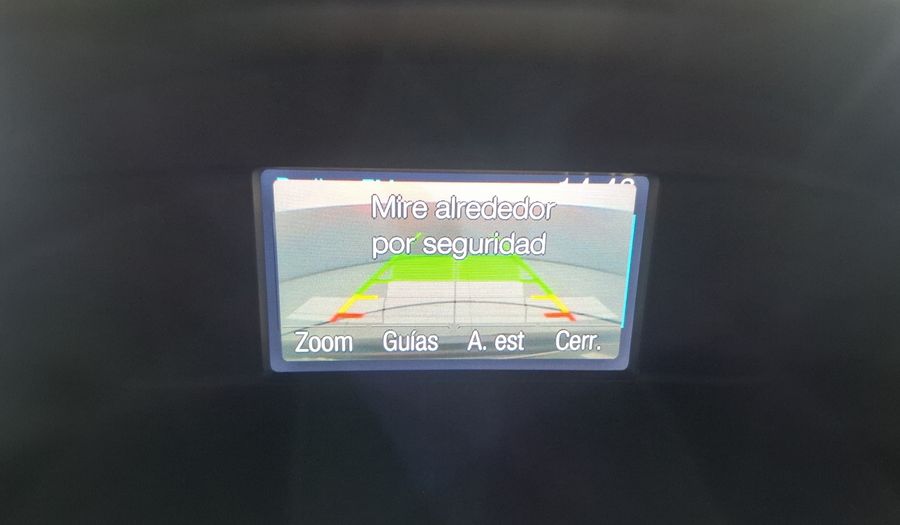 Mire alrededor
por seguridad
Zoom Guías A. est Cerr.